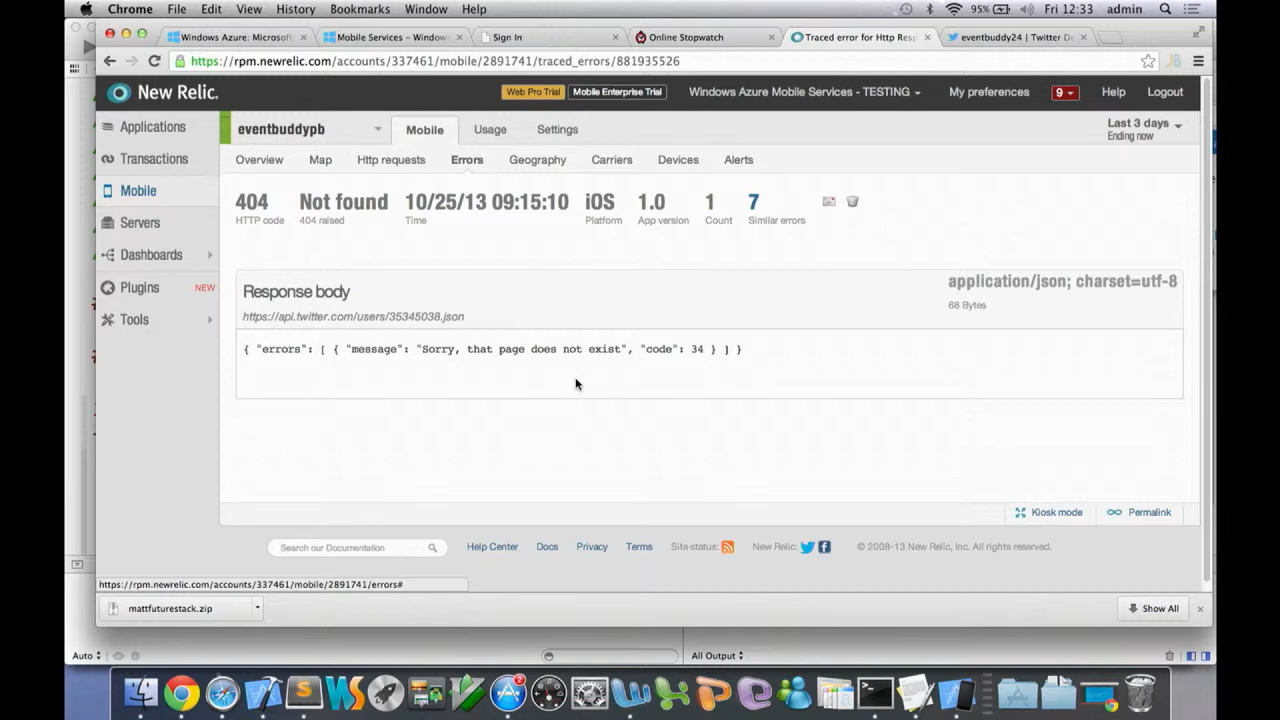 Chrome File Edit View History Bookmarks Window Help 95% Fri 12:33 admin
Windows Azure: Microsof Mobile Services - Window Sign In Online Stopwatch Traced error for Http Resp eventbuddy24 | Twitter De
https://rpm.newrelic.com/accounts/337461/mobile/2891741/traced_errors/881935526
New Relic. Web Pro Trial Mobile Enterprise Trial Windows Azure Mobile Services - TESTING My preferences 9 Help Logout
Applications
Transactions
Mobile
Servers
Dashboards
Plugins NEW
Tools
eventbuddypb Mobile Usage Settings
Last 3 days
Ending now
Overview Map Http requests Errors Geography Carriers Devices Alerts
404 Not found 10/25/13 09:15:10 iOS 1.0 1 7
HTTP code 404 raised Time Platform App version Count Similar errors
Response body
https://api.twitter.com/users/35345038.json
application/json; charset=utf-8
68 Bytes
{ "errors": [ { "message": "Sorry, that page does not exist", "code": 34 } ] }
Kiosk mode Permalink
Search our Documentation Help Center Docs Privacy Terms Site status: New Relic: © 2008-13 New Relic, Inc. All rights reserved.
https://rpm.newrelic.com/accounts/337461/mobile/2891741/errors#
mattfuturestack.zip Show All
Auto All Output